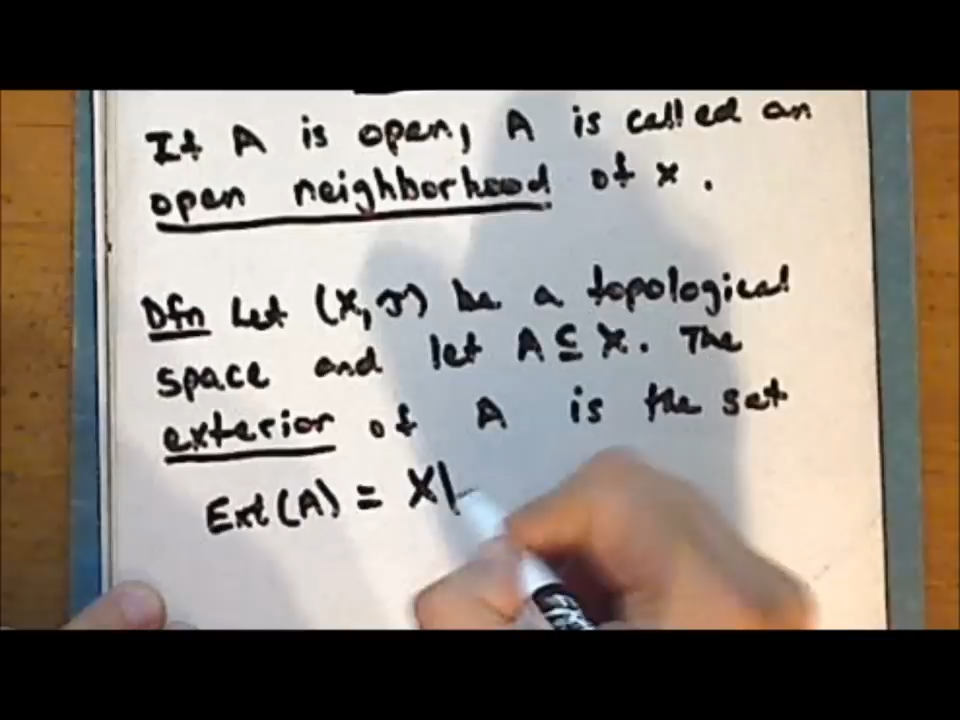 If A is open, A is called an
open neighborhood of x.
Dfn Let (X, 𝒯) be a topological
space and let A ⊆ X. The
exterior of A is the set
Ext(A) = X\